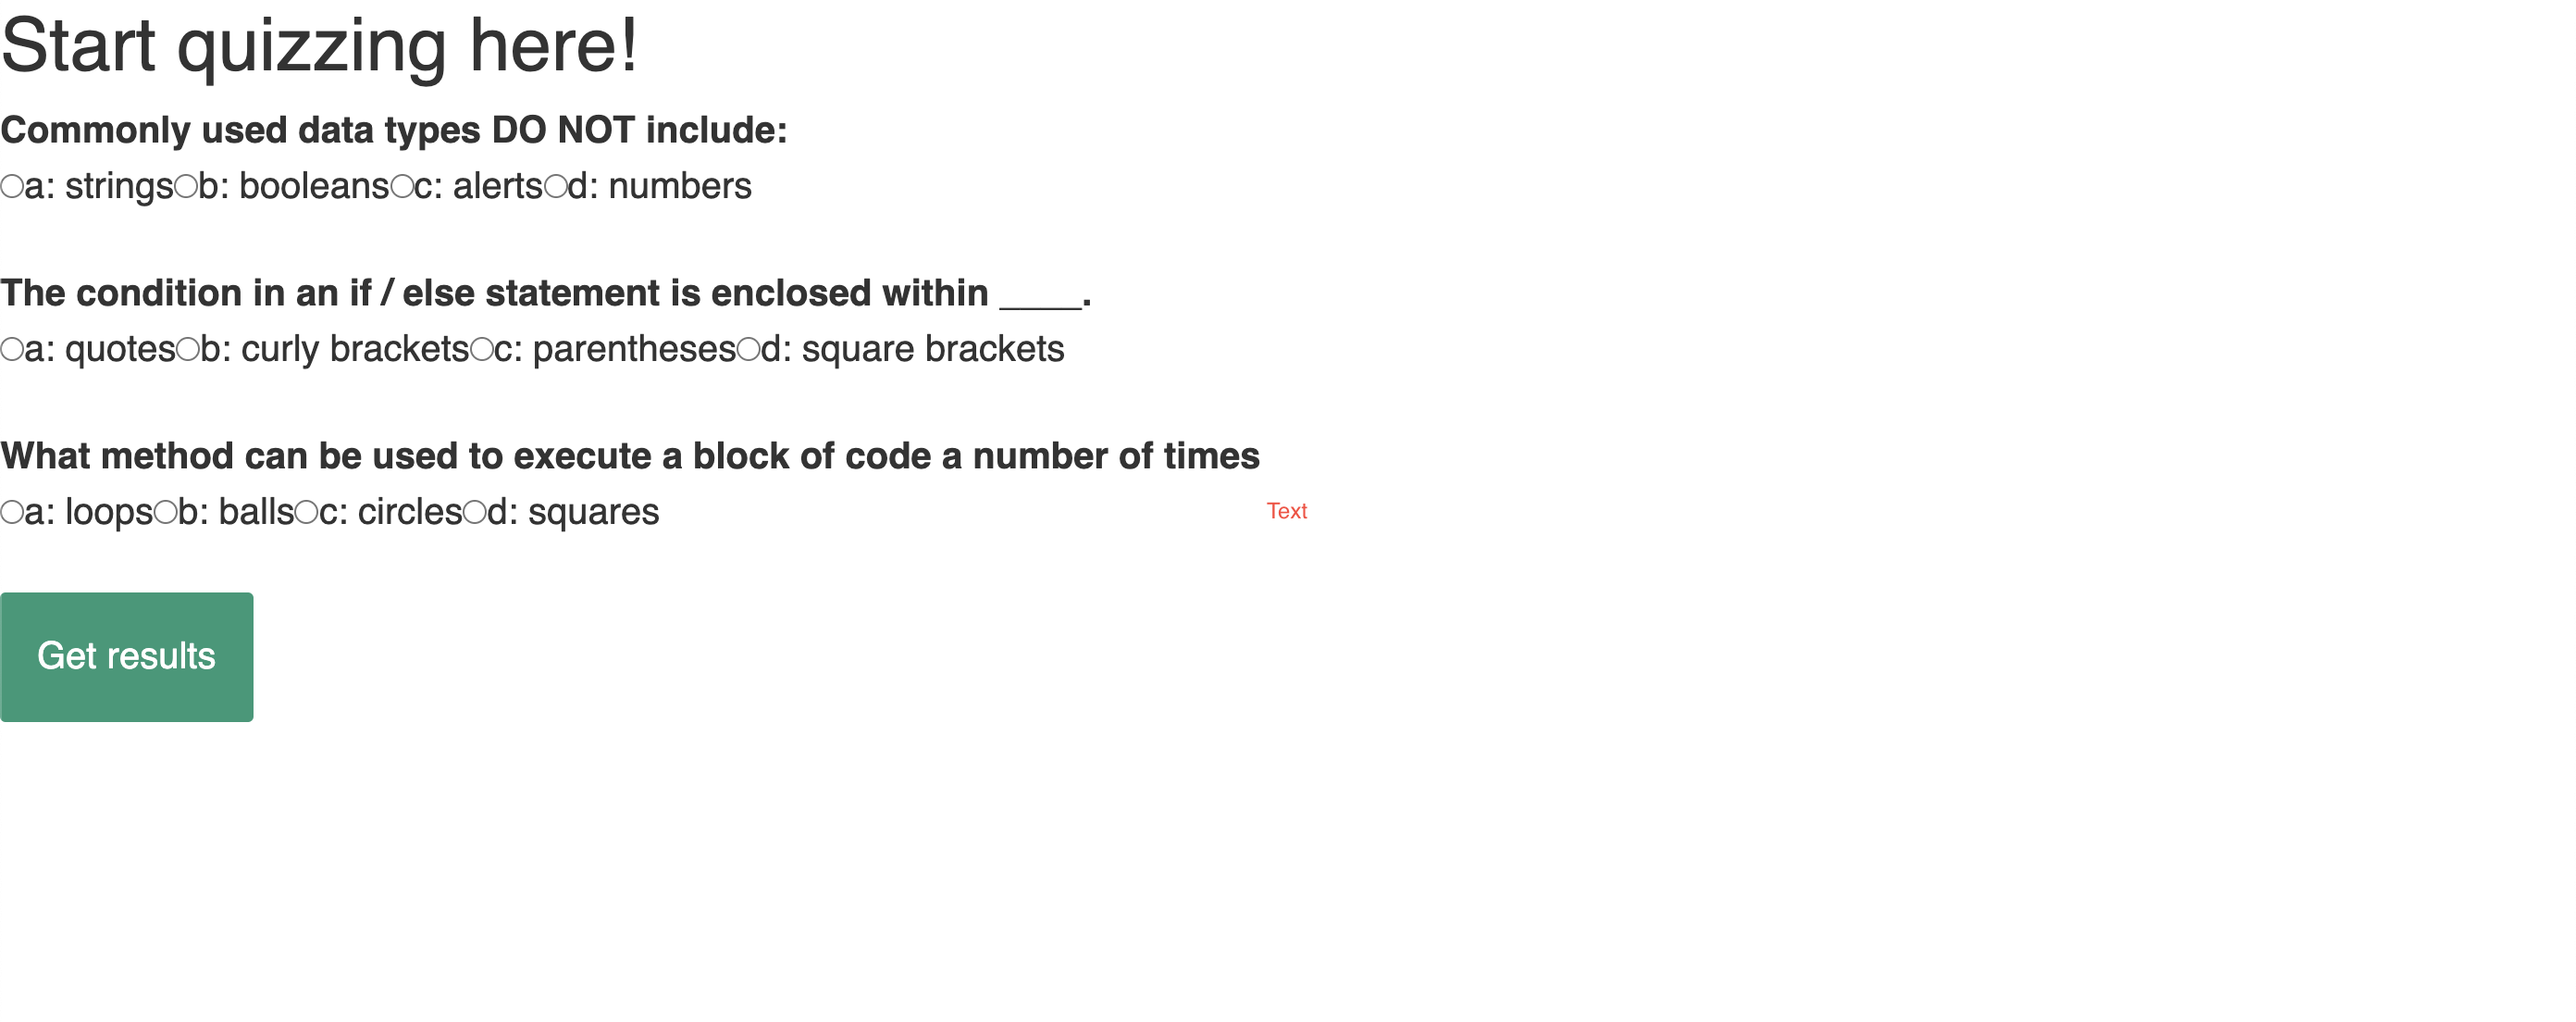 Start quizzing here!
Commonly used data types DO NOT include:
a: strings b: booleans c: alerts d: numbers
The condition in an if / else statement is enclosed within ____.
a: quotes b: curly brackets c: parentheses d: square brackets
What method can be used to execute a block of code a number of times
a: loops b: balls c: circles d: squares
Text
Get results